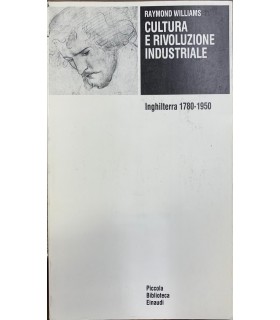 RAYMOND WILLIAMS
CULTURA
E RIVOLUZIONE
INDUSTRIALE
Inghilterra 1780-1950
Piccola
Biblioteca
Einaudi